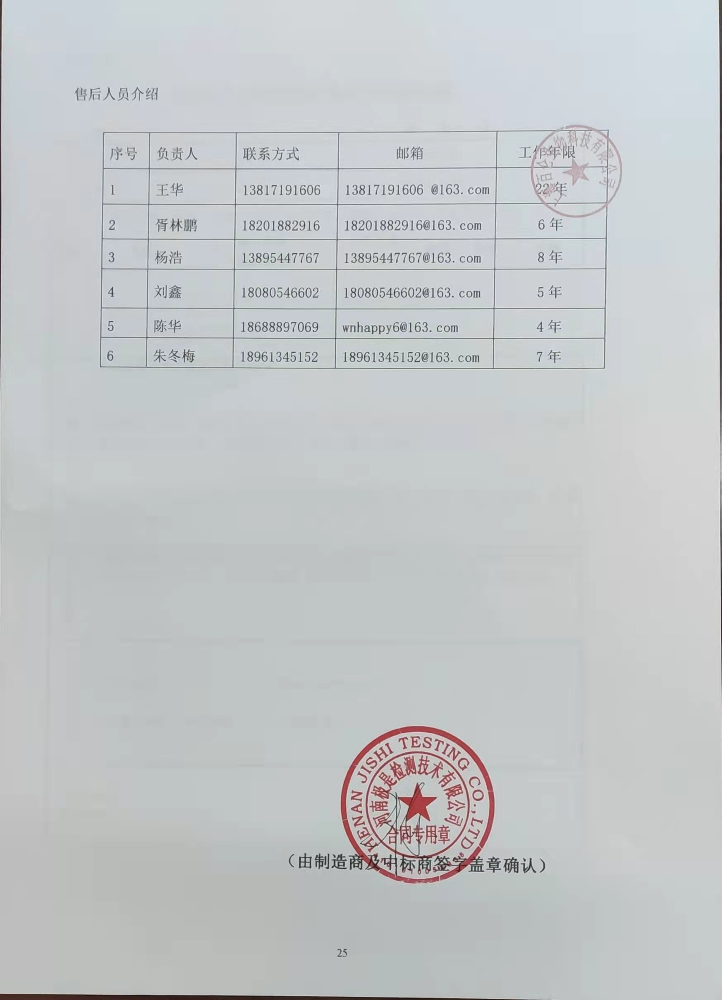 售后人员介绍
序号 负责人 联系方式 邮箱 工作年限
1 王华 13817191606 13817191606 @163.com 22年
2 胥林鹏 18201882916 18201882916@163.com 6年
3 杨浩 13895447767 13895447767@163.com 8年
4 刘鑫 18080546602 18080546602@163.com 5年
5 陈华 18688897069 wnhappy6@163.com 4年
6 朱冬梅 18961345152 18961345152@163.com 7年
科技有限公司
HENAN JISHI TESTING CO.,LTD
河南极是检测技术有限公司
合同专用章
（由制造商及中标商签字盖章确认）
25